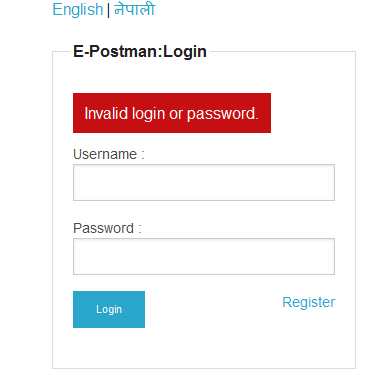 English | नेपाली
E-Postman:Login
Invalid login or password.
Username :
Password :
Login Register